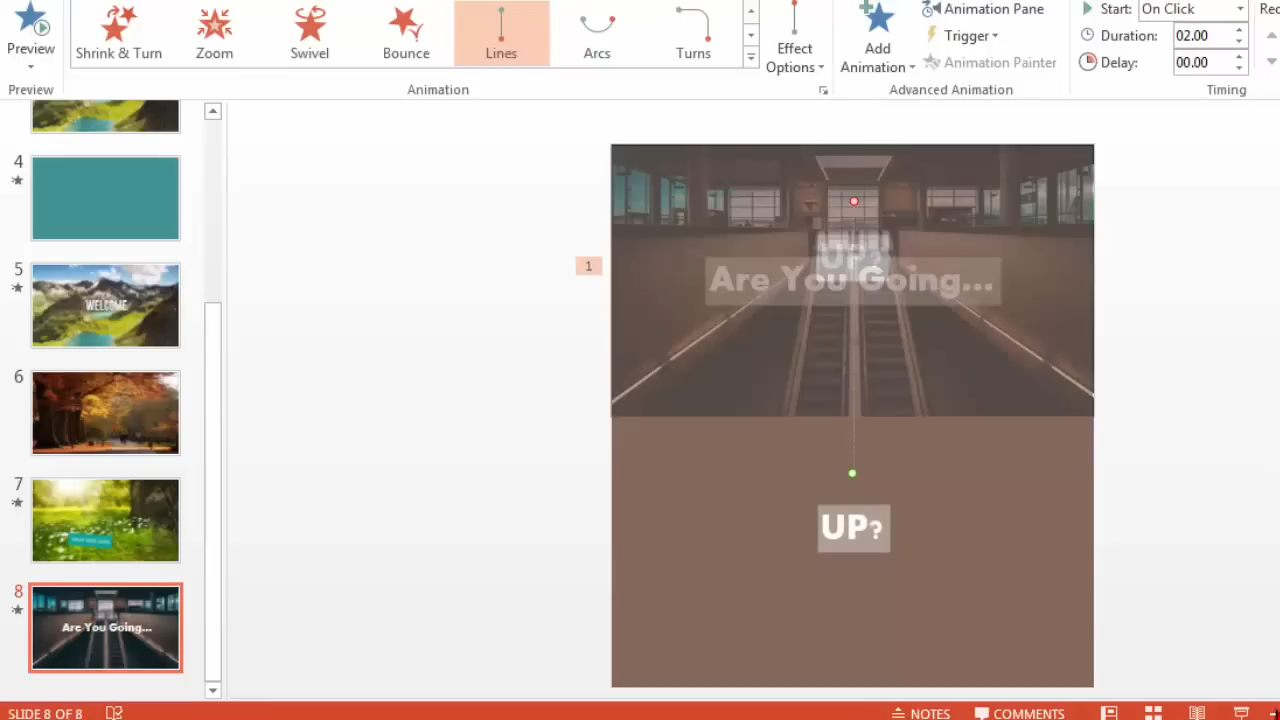 Start: On Click Rec
Animation Pane
Preview
Shrink & Turn Zoom Swivel Bounce Lines Arcs Turns
Effect
Options
Add
Animation
Trigger
Animation Painter
Duration: 02.00
Delay: 00.00
Preview Animation Advanced Animation Timing
4
5
WELCOME
6
7
8
Are You Going...
1
UP?
Are You Going...
UP?
SLIDE 8 OF 8 NOTES COMMENTS